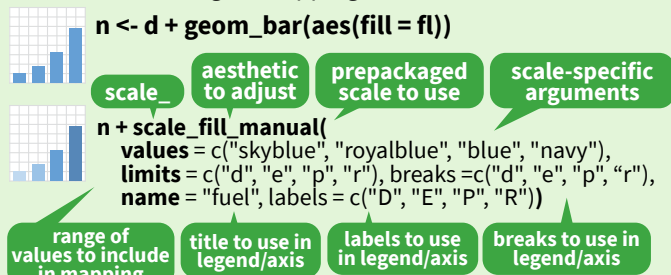 n <- d + geom_bar(aes(fill = fl))
scale_
aesthetic
to adjust
prepackaged
scale to use
scale-specific
arguments
n + scale_fill_manual(
values = c("skyblue", "royalblue", "blue", "navy"),
limits = c("d", "e", "p", "r"), breaks =c("d", "e", "p", “r"),
name = "fuel", labels = c("D", "E", "P", "R"))
range of
values to include
in mapping
title to use in
legend/axis
labels to use
in legend/axis
breaks to use in
legend/axis